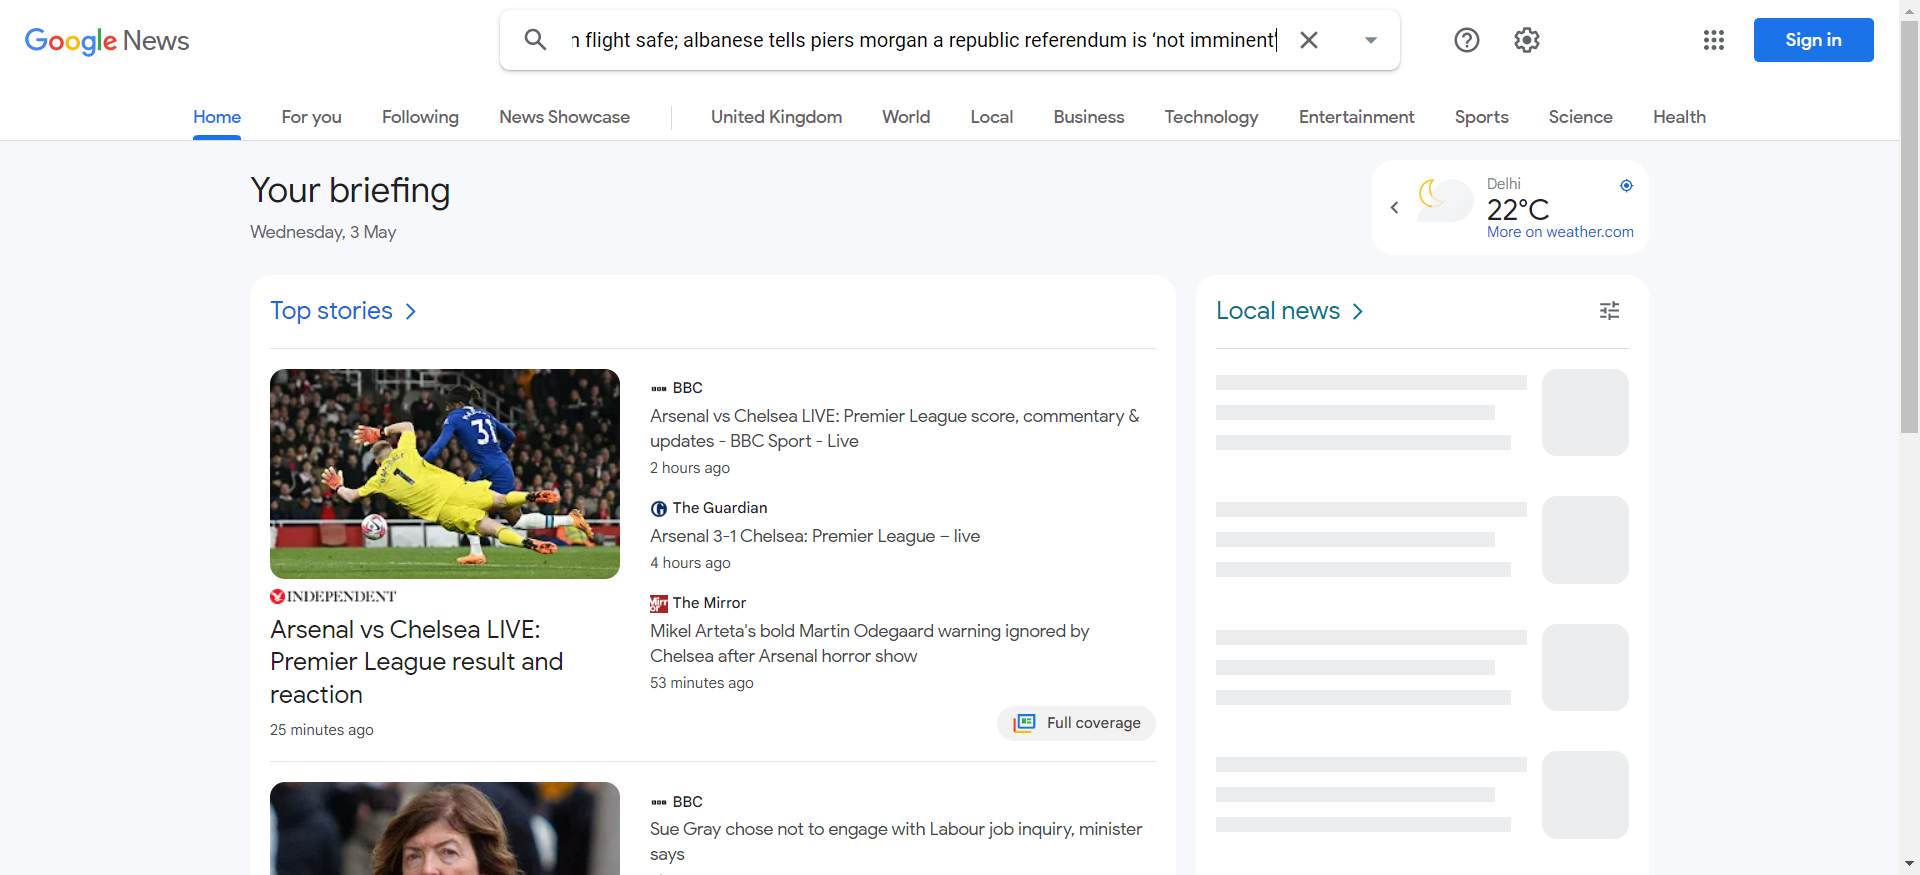 Google News
n flight safe; albanese tells piers morgan a republic referendum is ‘not imminent’
Sign in
Home For you Following News Showcase United Kingdom World Local Business Technology Entertainment Sports Science Health
Your briefing
Wednesday, 3 May
Delhi
22°C
More on weather.com
Top stories
Local news
BBC
Arsenal vs Chelsea LIVE: Premier League score, commentary &
updates - BBC Sport - Live
2 hours ago
The Guardian
Arsenal 3-1 Chelsea: Premier League – live
4 hours ago
The Mirror
Mikel Arteta's bold Martin Odegaard warning ignored by
Chelsea after Arsenal horror show
53 minutes ago
Full coverage
31
1
INDEPENDENT
Arsenal vs Chelsea LIVE:
Premier League result and
reaction
25 minutes ago
BBC
Sue Gray chose not to engage with Labour job inquiry, minister
says